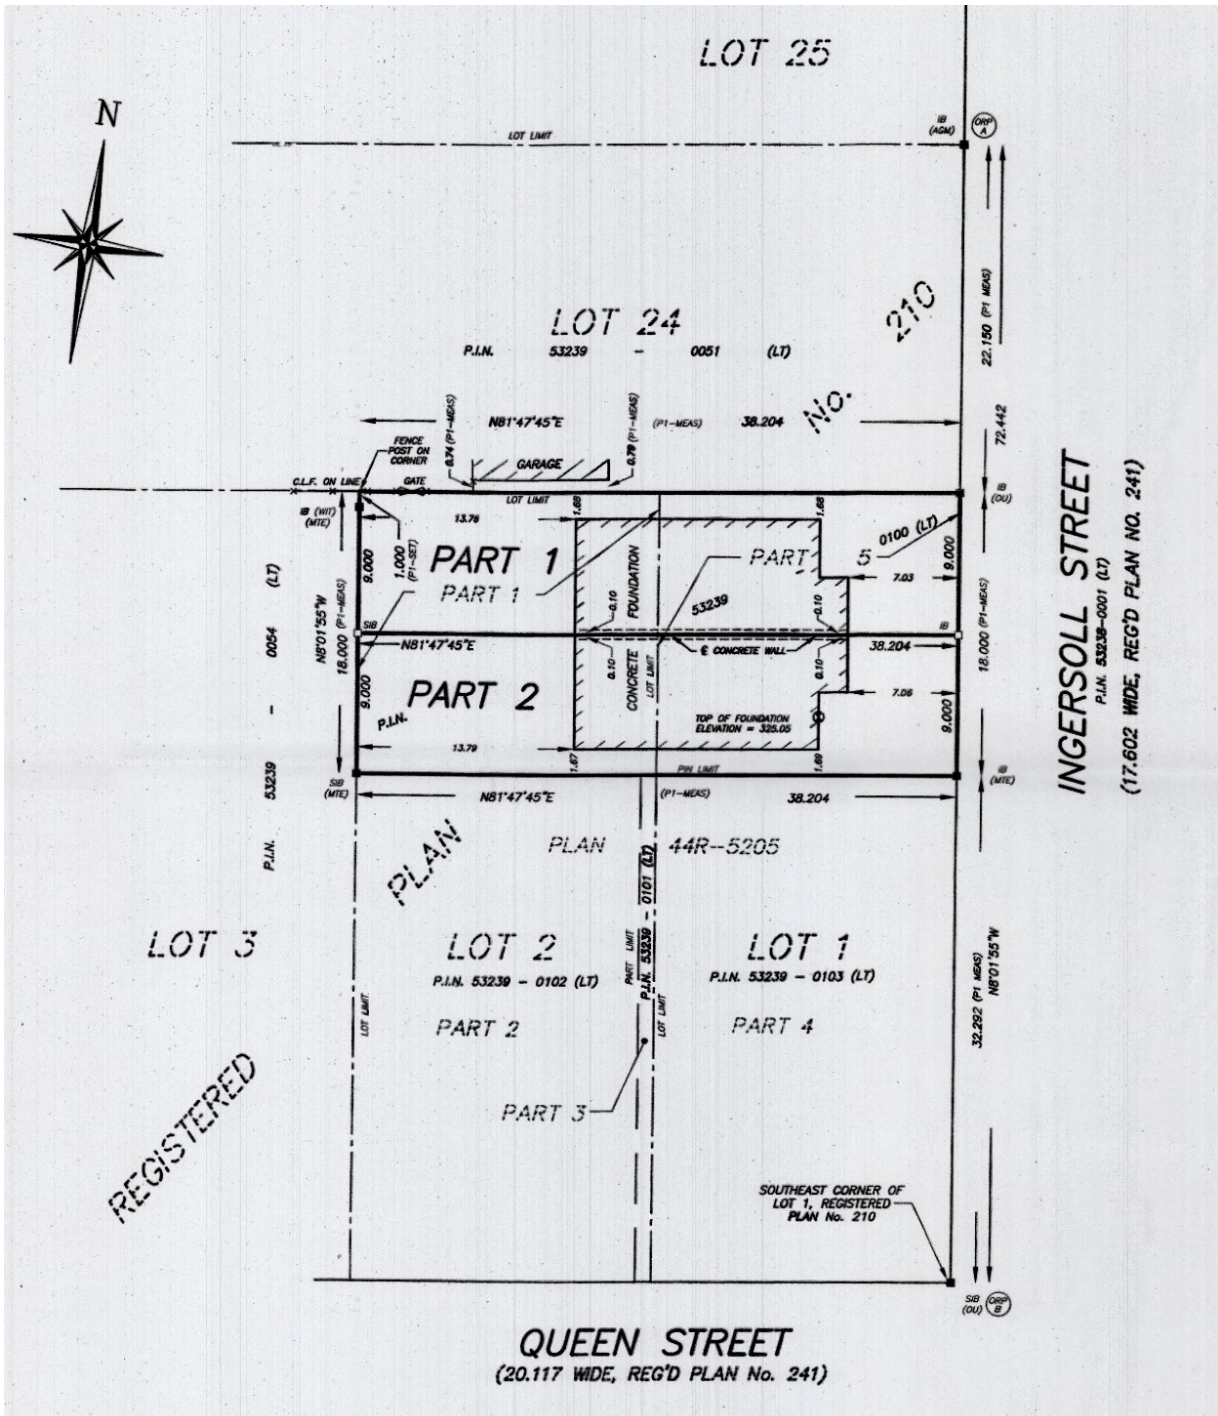 LOT 25
N
IB
(AGM)
ORP
A
LOT LIMIT
22.150 (P1 MEAS)
210
No.
LOT 24
P.I.N. 53239 - 0051 (LT)
72.442
N81°47'45"E (P1-MEAS) 38.204
0.74 (P1-MEAS)
0.79 (P1-MEAS)
FENCE
POST ON
CORNER
GARAGE
C.L.F. ON LINE
GATE
LOT LIMIT
IB
(OU)
IB (WIT)
(MTE)
13.76
1.68
1.68
0100 (LT)
9.000
1.000
(P1-SET)
PART 1
PART 1
FOUNDATION
PART 5
9.000
7.03
53239
0.10
0.10
N8°01'55"W
18.000 (P1-MEAS)
P.I.N. 53239 - 0054 (LT)
18.000 (P1-MEAS)
SIB
IB
N81°47'45"E
38.204
℄ CONCRETE WALL
0.10
0.10
CONCRETE
LOT LIMIT
9.000
PART 2
P.I.N.
7.06
9.000
TOP OF FOUNDATION
ELEVATION = 325.05
13.79
1.67
1.69
PIN LIMIT
SIB
(MTE)
IB
(MTE)
N81°47'45"E (P1-MEAS) 38.204
INGERSOLL STREET
P.I.N. 53238-0001 (LT)
(17.602 WIDE, REG'D PLAN NO. 241)
PLAN
PLAN 44R-5205
P.I.N. 53239 - 0101 (LT)
PART LIMIT
LOT 3
LOT 2
LOT 1
P.I.N. 53239 - 0102 (LT)
P.I.N. 53239 - 0103 (LT)
N8°01'55"W
32.292 (P1 MEAS)
LOT LIMIT
LOT LIMIT
PART 2
PART 4
REGISTERED
PART 3
SOUTHEAST CORNER OF
LOT 1, REGISTERED
PLAN No. 210
SIB
(OU)
ORP
B
QUEEN STREET
(20.117 WIDE, REG'D PLAN No. 241)